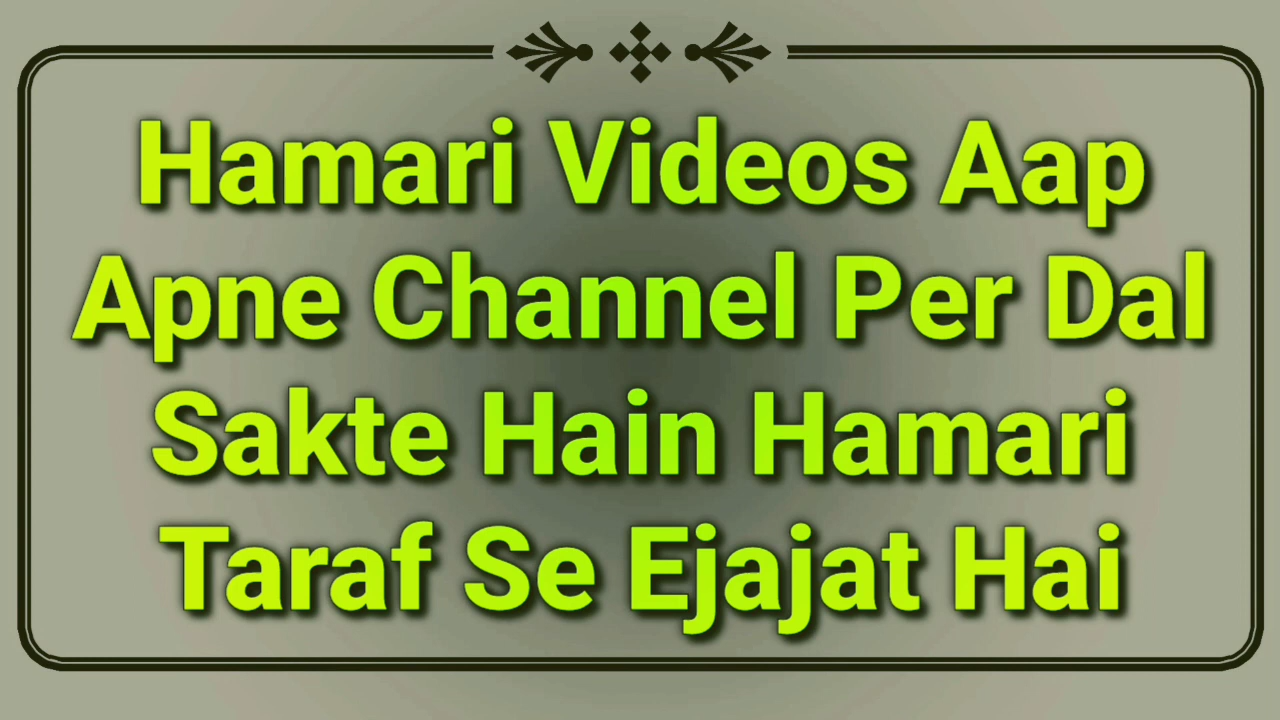 Hamari Videos Aap
Apne Channel Per Dal
Sakte Hain Hamari
Taraf Se Ejajat Hai